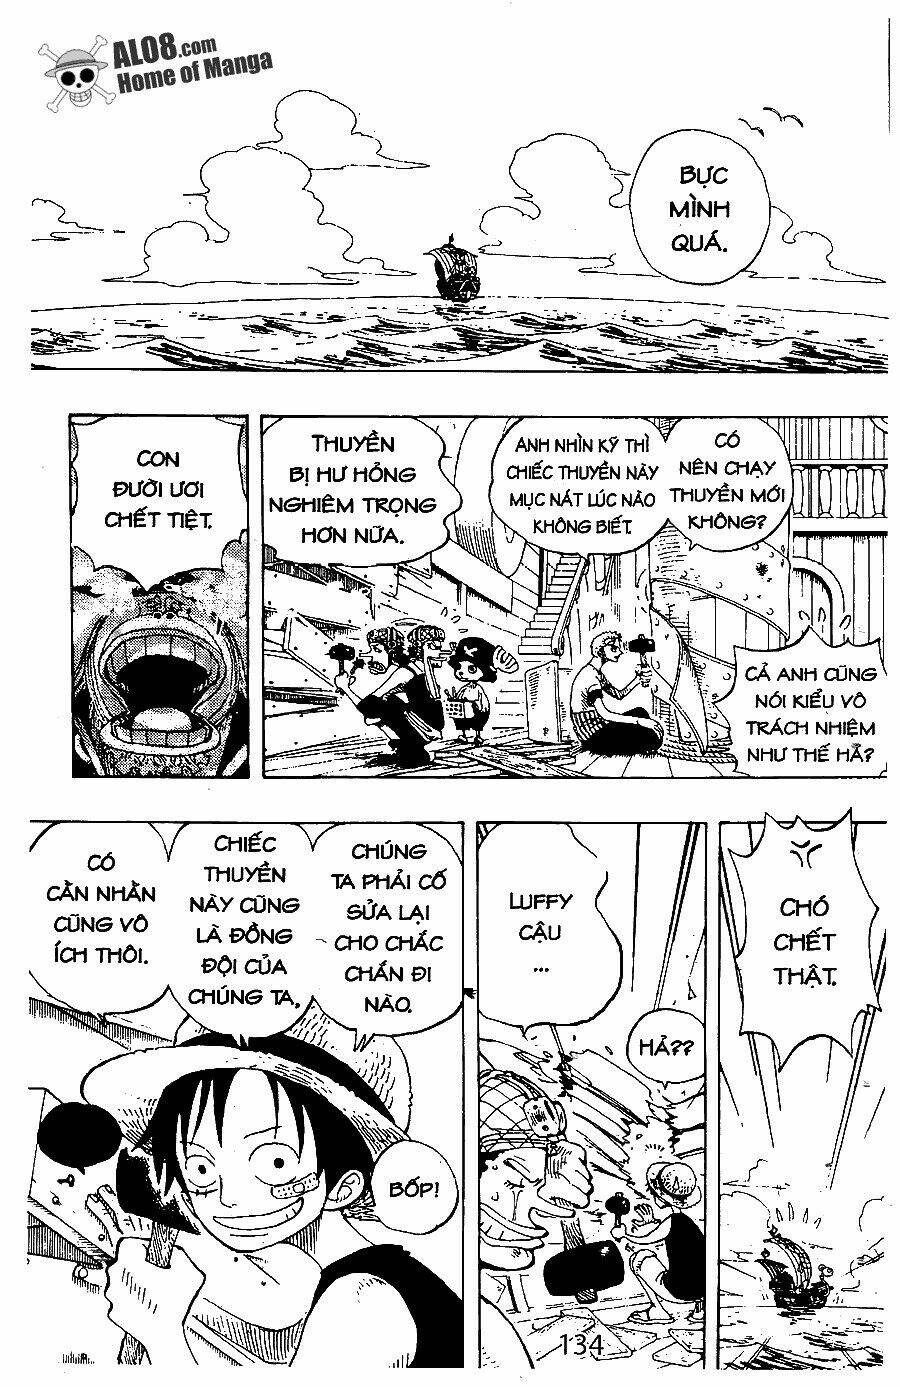 AL08.com
Home of Manga
BỰC
MÌNH
QUÁ.
CÓ
NÊN CHẠY
THUYỀN MỚI
KHÔNG?
ANH NHÌN KỸ THÌ
CHIẾC THUYỀN NÀY
MỤC NÁT LÚC NÀO
KHÔNG BIẾT.
THUYỀN
BỊ HƯ HỎNG
NGHIÊM TRỌNG
HƠN NỮA.
CẢ ANH CŨNG
NÓI KIỂU VÔ
TRÁCH NHIỆM
NHƯ THẾ HẢ?
CON
ĐƯỜI ƯƠI
CHẾT TIỆT.
CHÓ
CHẾT
THẬT.
LUFFY
CẬU
...
HẢ??
CHÚNG
TA PHẢI CỐ
SỬA LẠI
CHO CHẮC
CHẮN ĐI
NÀO.
CHIẾC
THUYỀN
NÀY CŨNG
LÀ ĐỒNG
ĐỘI CỦA
CHÚNG TA,
CÓ
CẰN NHẰN
CŨNG VÔ
ÍCH THÔI.
BỐP!
134